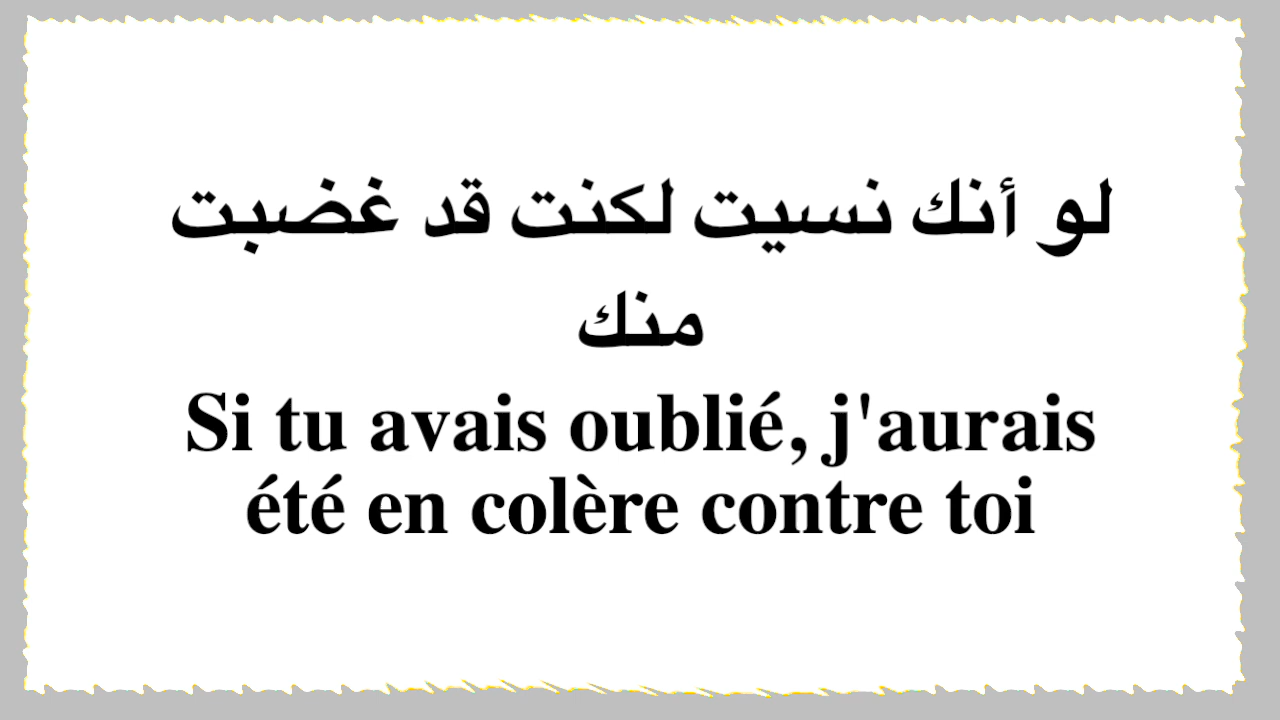 لو أنك نسيت لكنت قد غضبت
منك
Si tu avais oublié, j'aurais
été en colère contre toi